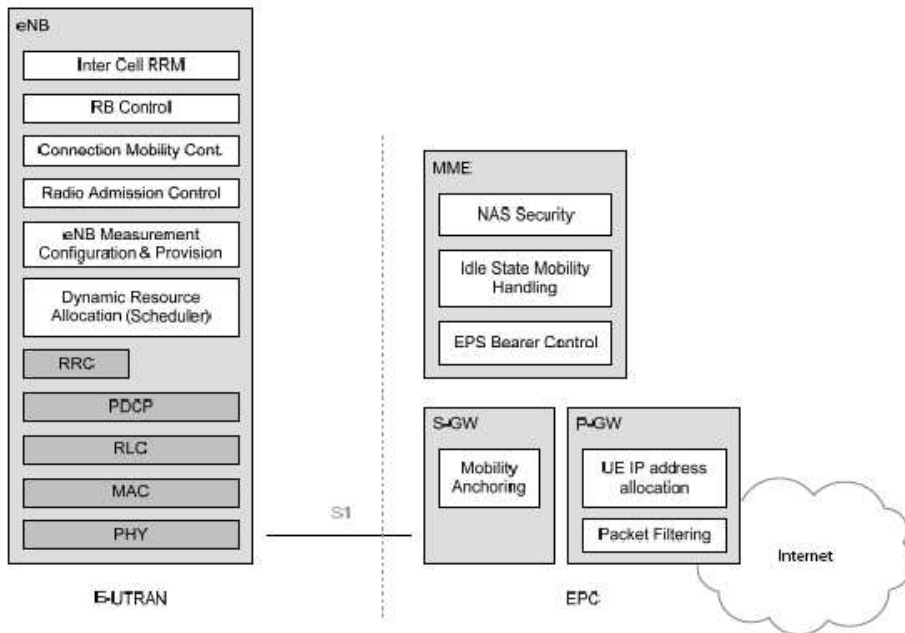 eNB
Inter Cell RRM
RB Control
Connection Mobility Cont.
Radio Admission Control
eNB Measurement
Configuration & Provision
Dynamic Resource
Allocation (Scheduler)
RRC
PDCP
RLC
MAC
PHY
E-UTRAN
S1
MME
NAS Security
Idle State Mobility
Handling
EPS Bearer Control
S-GW
Mobility
Anchoring
P-GW
UE IP address
allocation
Packet Filtering
Internet
EPC